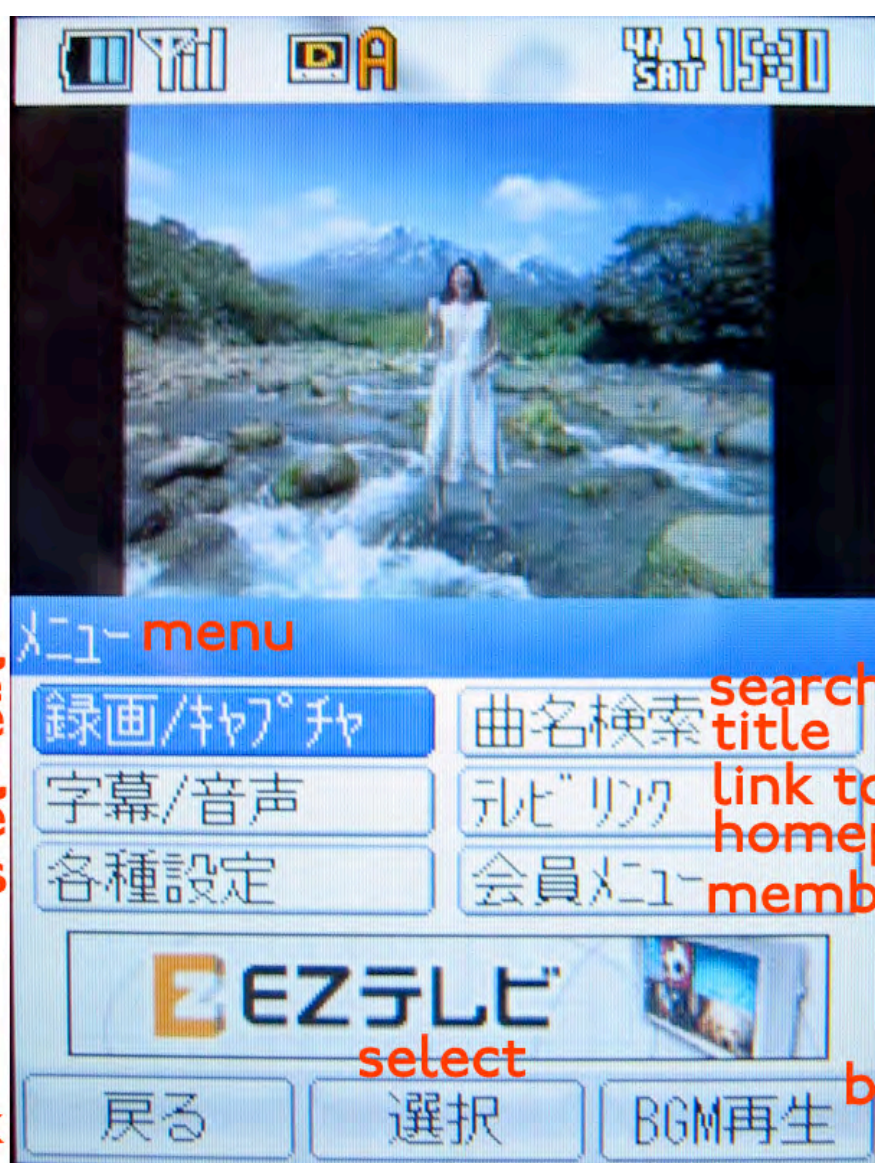 4/1 SAT 15:30
メニュー menu
録画/キャプチャ
曲名検索 search title
字幕/音声
テレビリンク link to
各種設定
会員メニュー
EZテレビ
select
戻る 選択 BGM再生